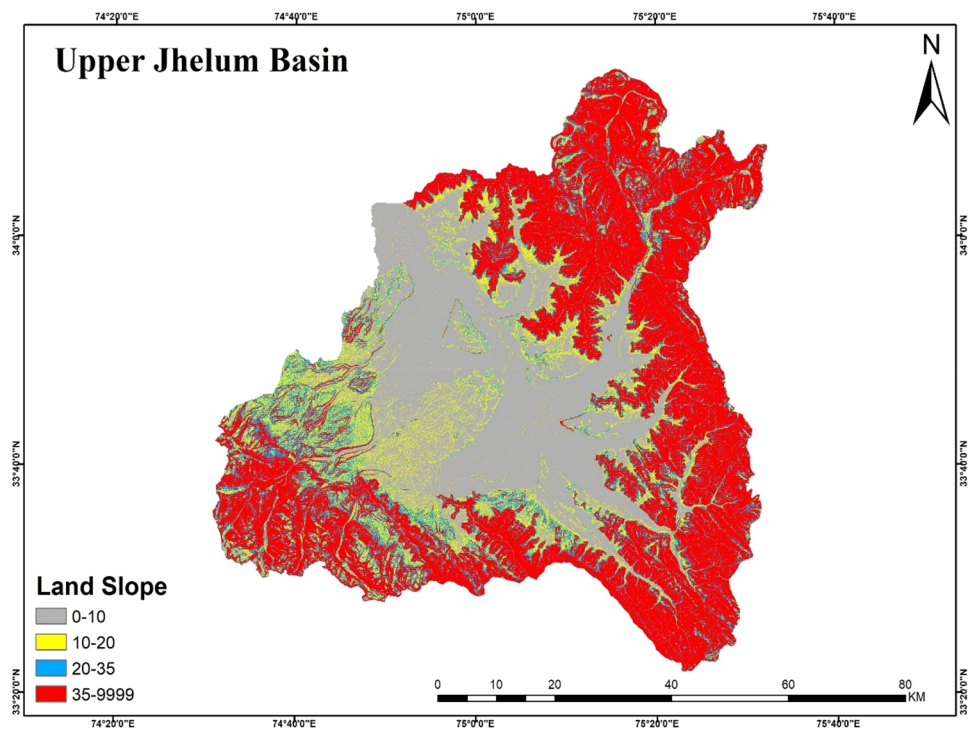 74°20'0"E 74°40'0"E 75°0'0"E 75°20'0"E 75°40'0"E
Upper Jhelum Basin
N
34°0'0"N 34°0'0"N
33°40'0"N 33°40'0"N
Land Slope
0-10
10-20
20-35
35-9999
0 10 20 40 60 80
KM
33°20'0"N 33°20'0"N
74°20'0"E 74°40'0"E 75°0'0"E 75°20'0"E 75°40'0"E